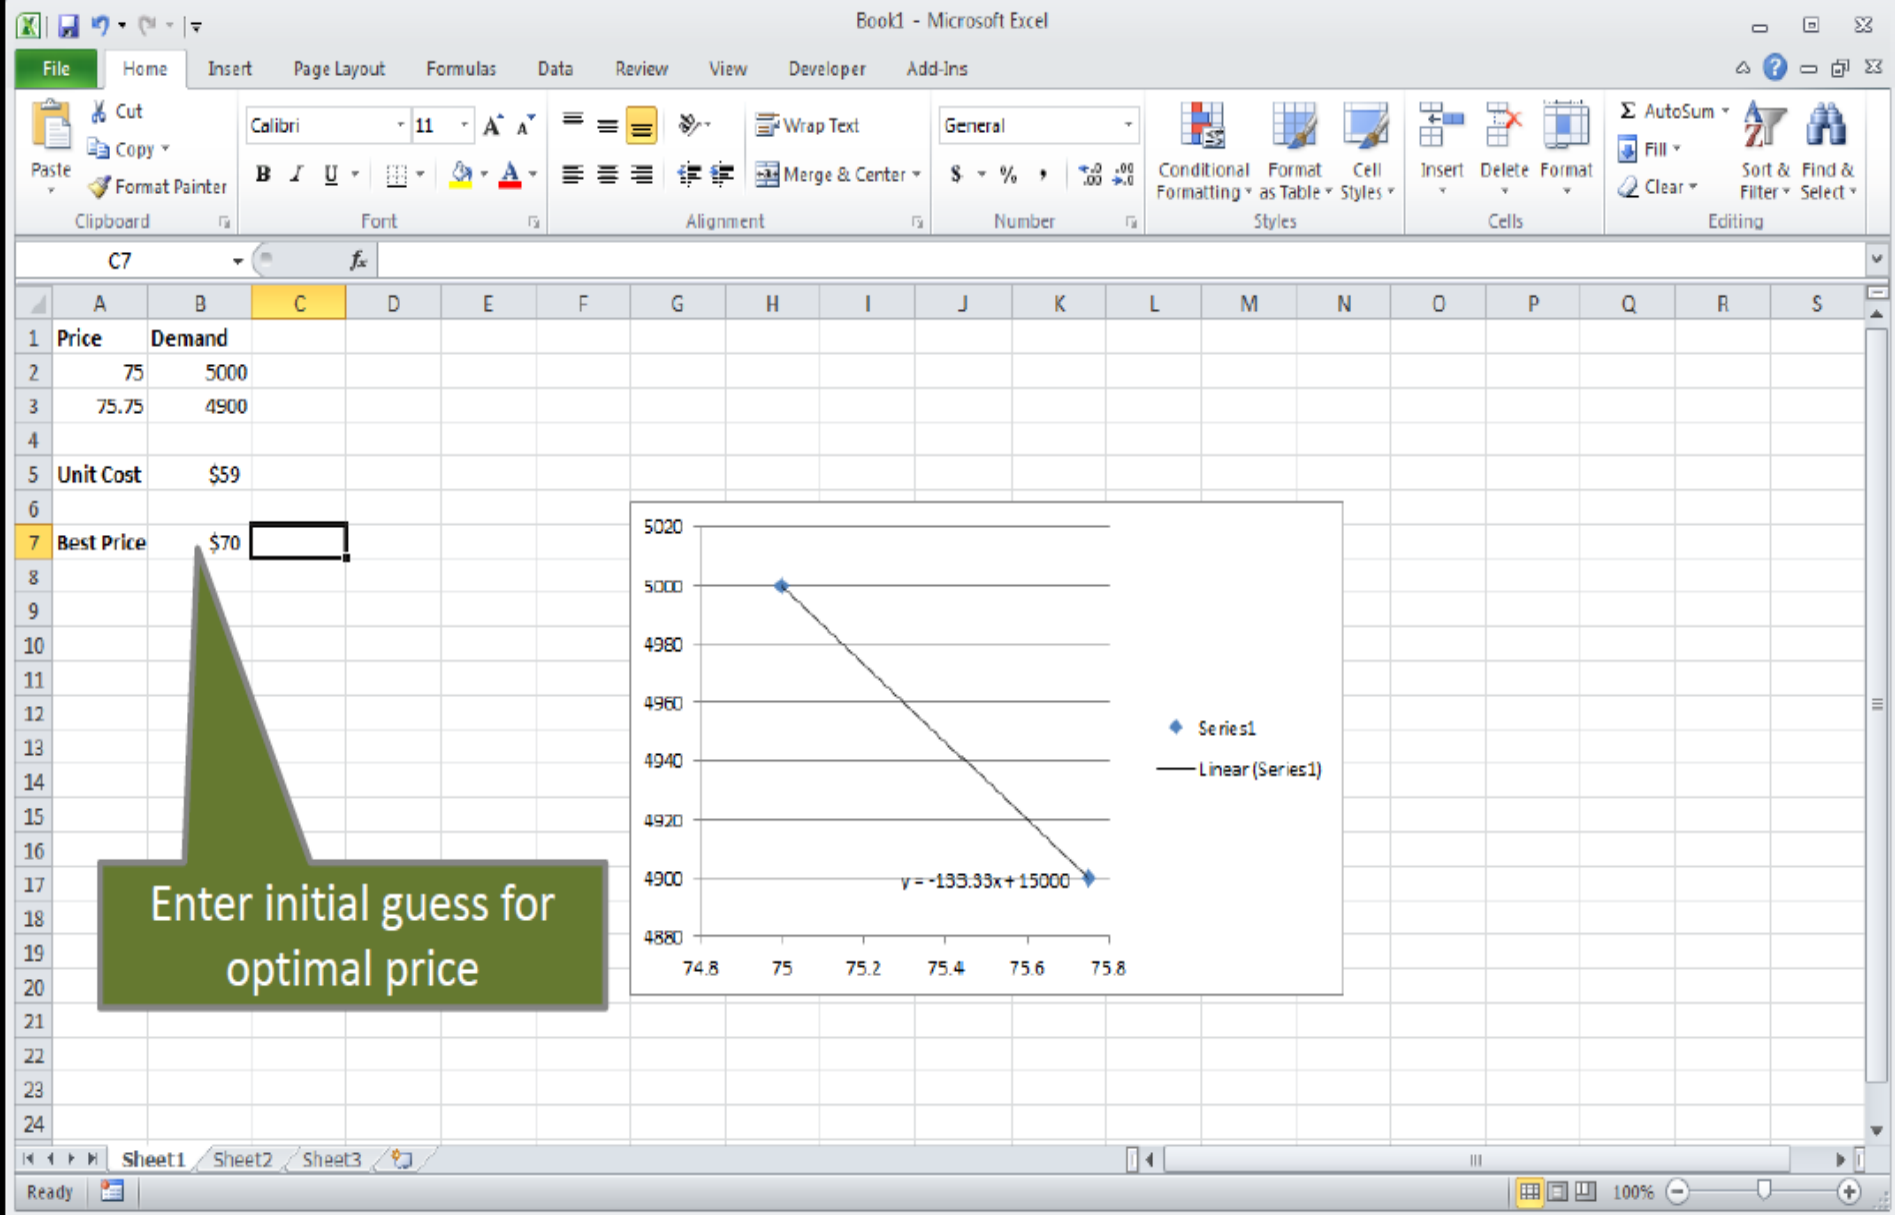 Book1 - Microsoft Excel
File Home Insert Page Layout Formulas Data Review View Developer Add-Ins
Paste
Cut
Copy
Format Painter
Clipboard
Calibri 11
B I U
Font
Wrap Text
Merge & Center
Alignment
General
$ % , .00 .00
Number
Conditional Formatting
Format as Table
Cell Styles
Styles
Insert Delete Format
Cells
Σ AutoSum
Fill
Clear
Sort & Filter
Find & Select
Editing
C7 fx
A B C D E F G H I J K L M N O P Q R S
1 Price Demand
2 75 5000
3 75.75 4900
4
5 Unit Cost $59
6
7 Best Price $70
8
9
10
11
12
13
14
15
16
17
18
19
20
21
22
23
24
Enter initial guess for
optimal price
5020
5000
4980
4960
4940
4920
4900
4880
74.8 75 75.2 75.4 75.6 75.8
y = -133.33x + 15000
Series1
Linear (Series1)
Sheet1 Sheet2 Sheet3
Ready 100%